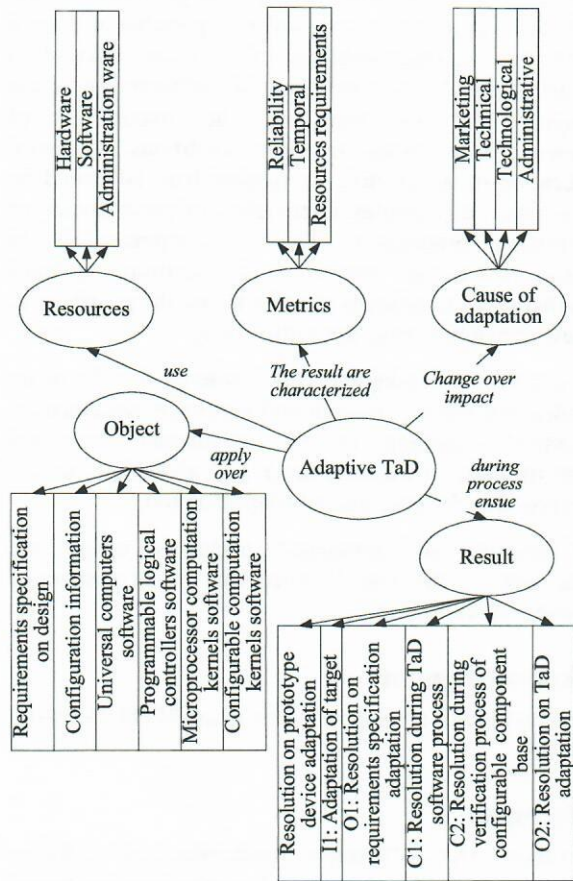 Hardware
Software
Administration ware
Reliability
Temporal
Resources requirements
Marketing
Technical
Technological
Administrative
Resources
Metrics
Cause of
adaptation
use
The result are
characterized
Change over
impact
Object
apply
over
Adaptive TaD
during
process
ensue
Result
Requirements specification
on design
Configuration information
Universal computers
software
Programmable logical
controllers software
Microprocessor computation
kernels software
Configurable computation
kernels software
Resolution on prototype
device adaptation
I1: Adaptation of target
O1: Resolution on
requirements specification
adaptation
C1: Resolution during TaD
software process
C2: Resolution during
verification process of
configurable component
base
O2: Resolution on TaD
adaptation